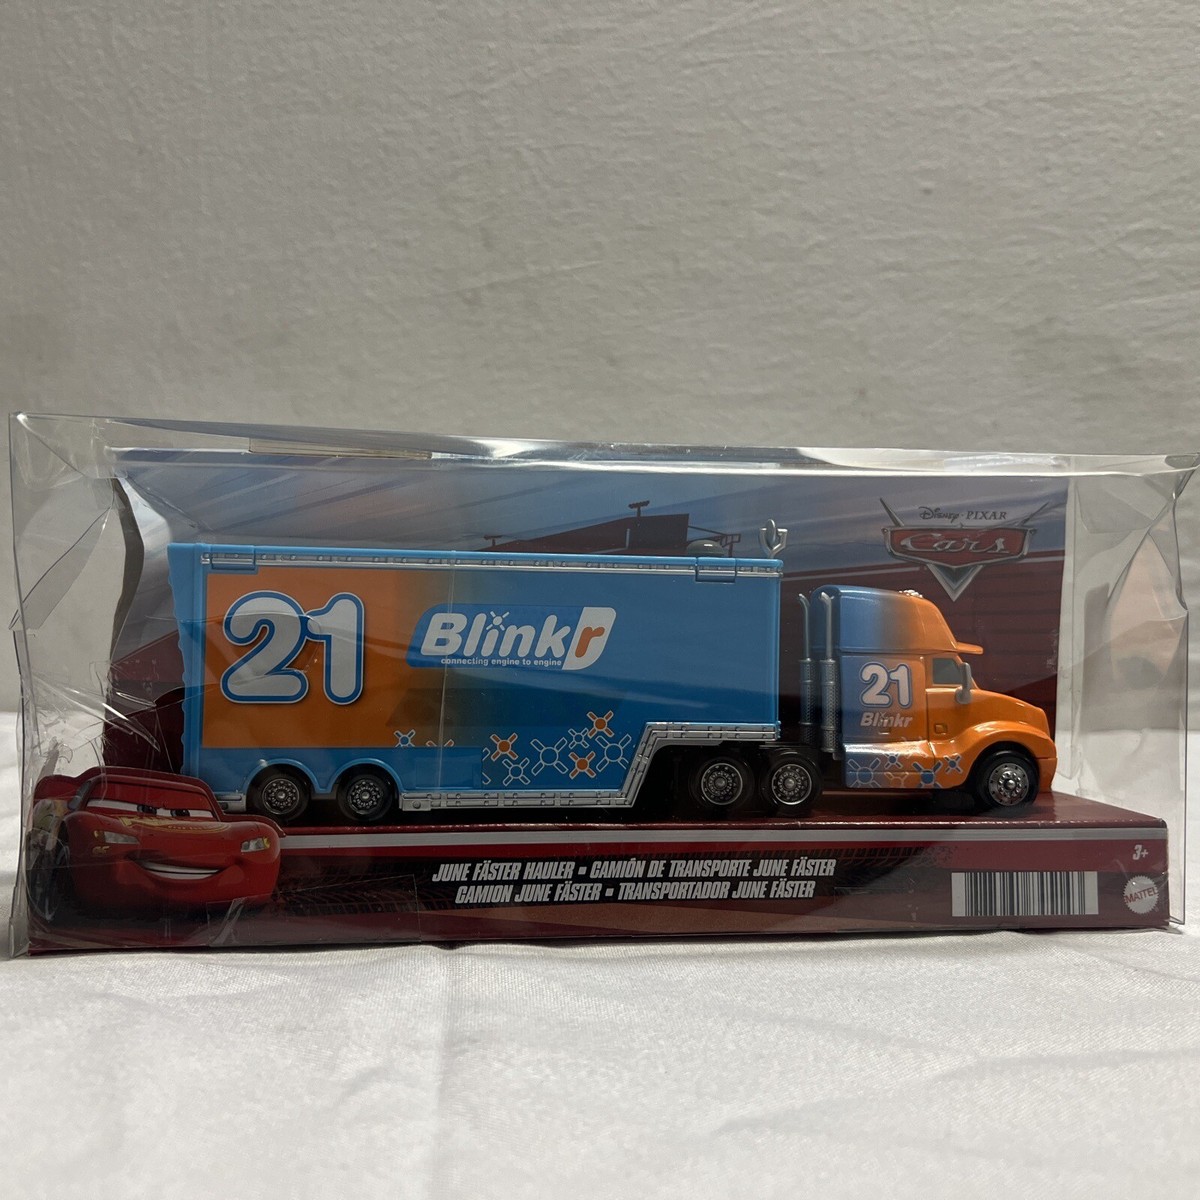 Disney · PIXAR
Cars
21
Blinkr
connecting engine to engine
21
Blinkr
3+
JUNE FÄSTER HAULER ▪ CAMIÓN DE TRANSPORTE JUNE FÄSTER
CAMION JUNE FÄSTER ▪ TRANSPORTADOR JUNE FÄSTER
MATTEL